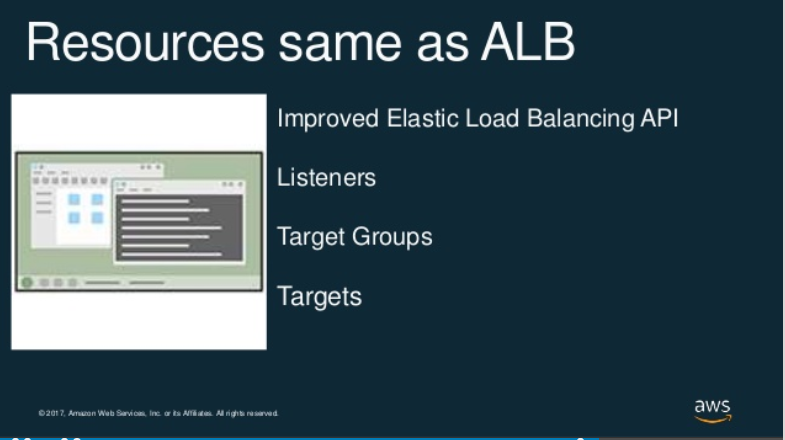 Resources same as ALB
Improved Elastic Load Balancing API
Listeners
Target Groups
Targets
© 2017, Amazon Web Services, Inc. or its Affiliates. All rights reserved.
aws